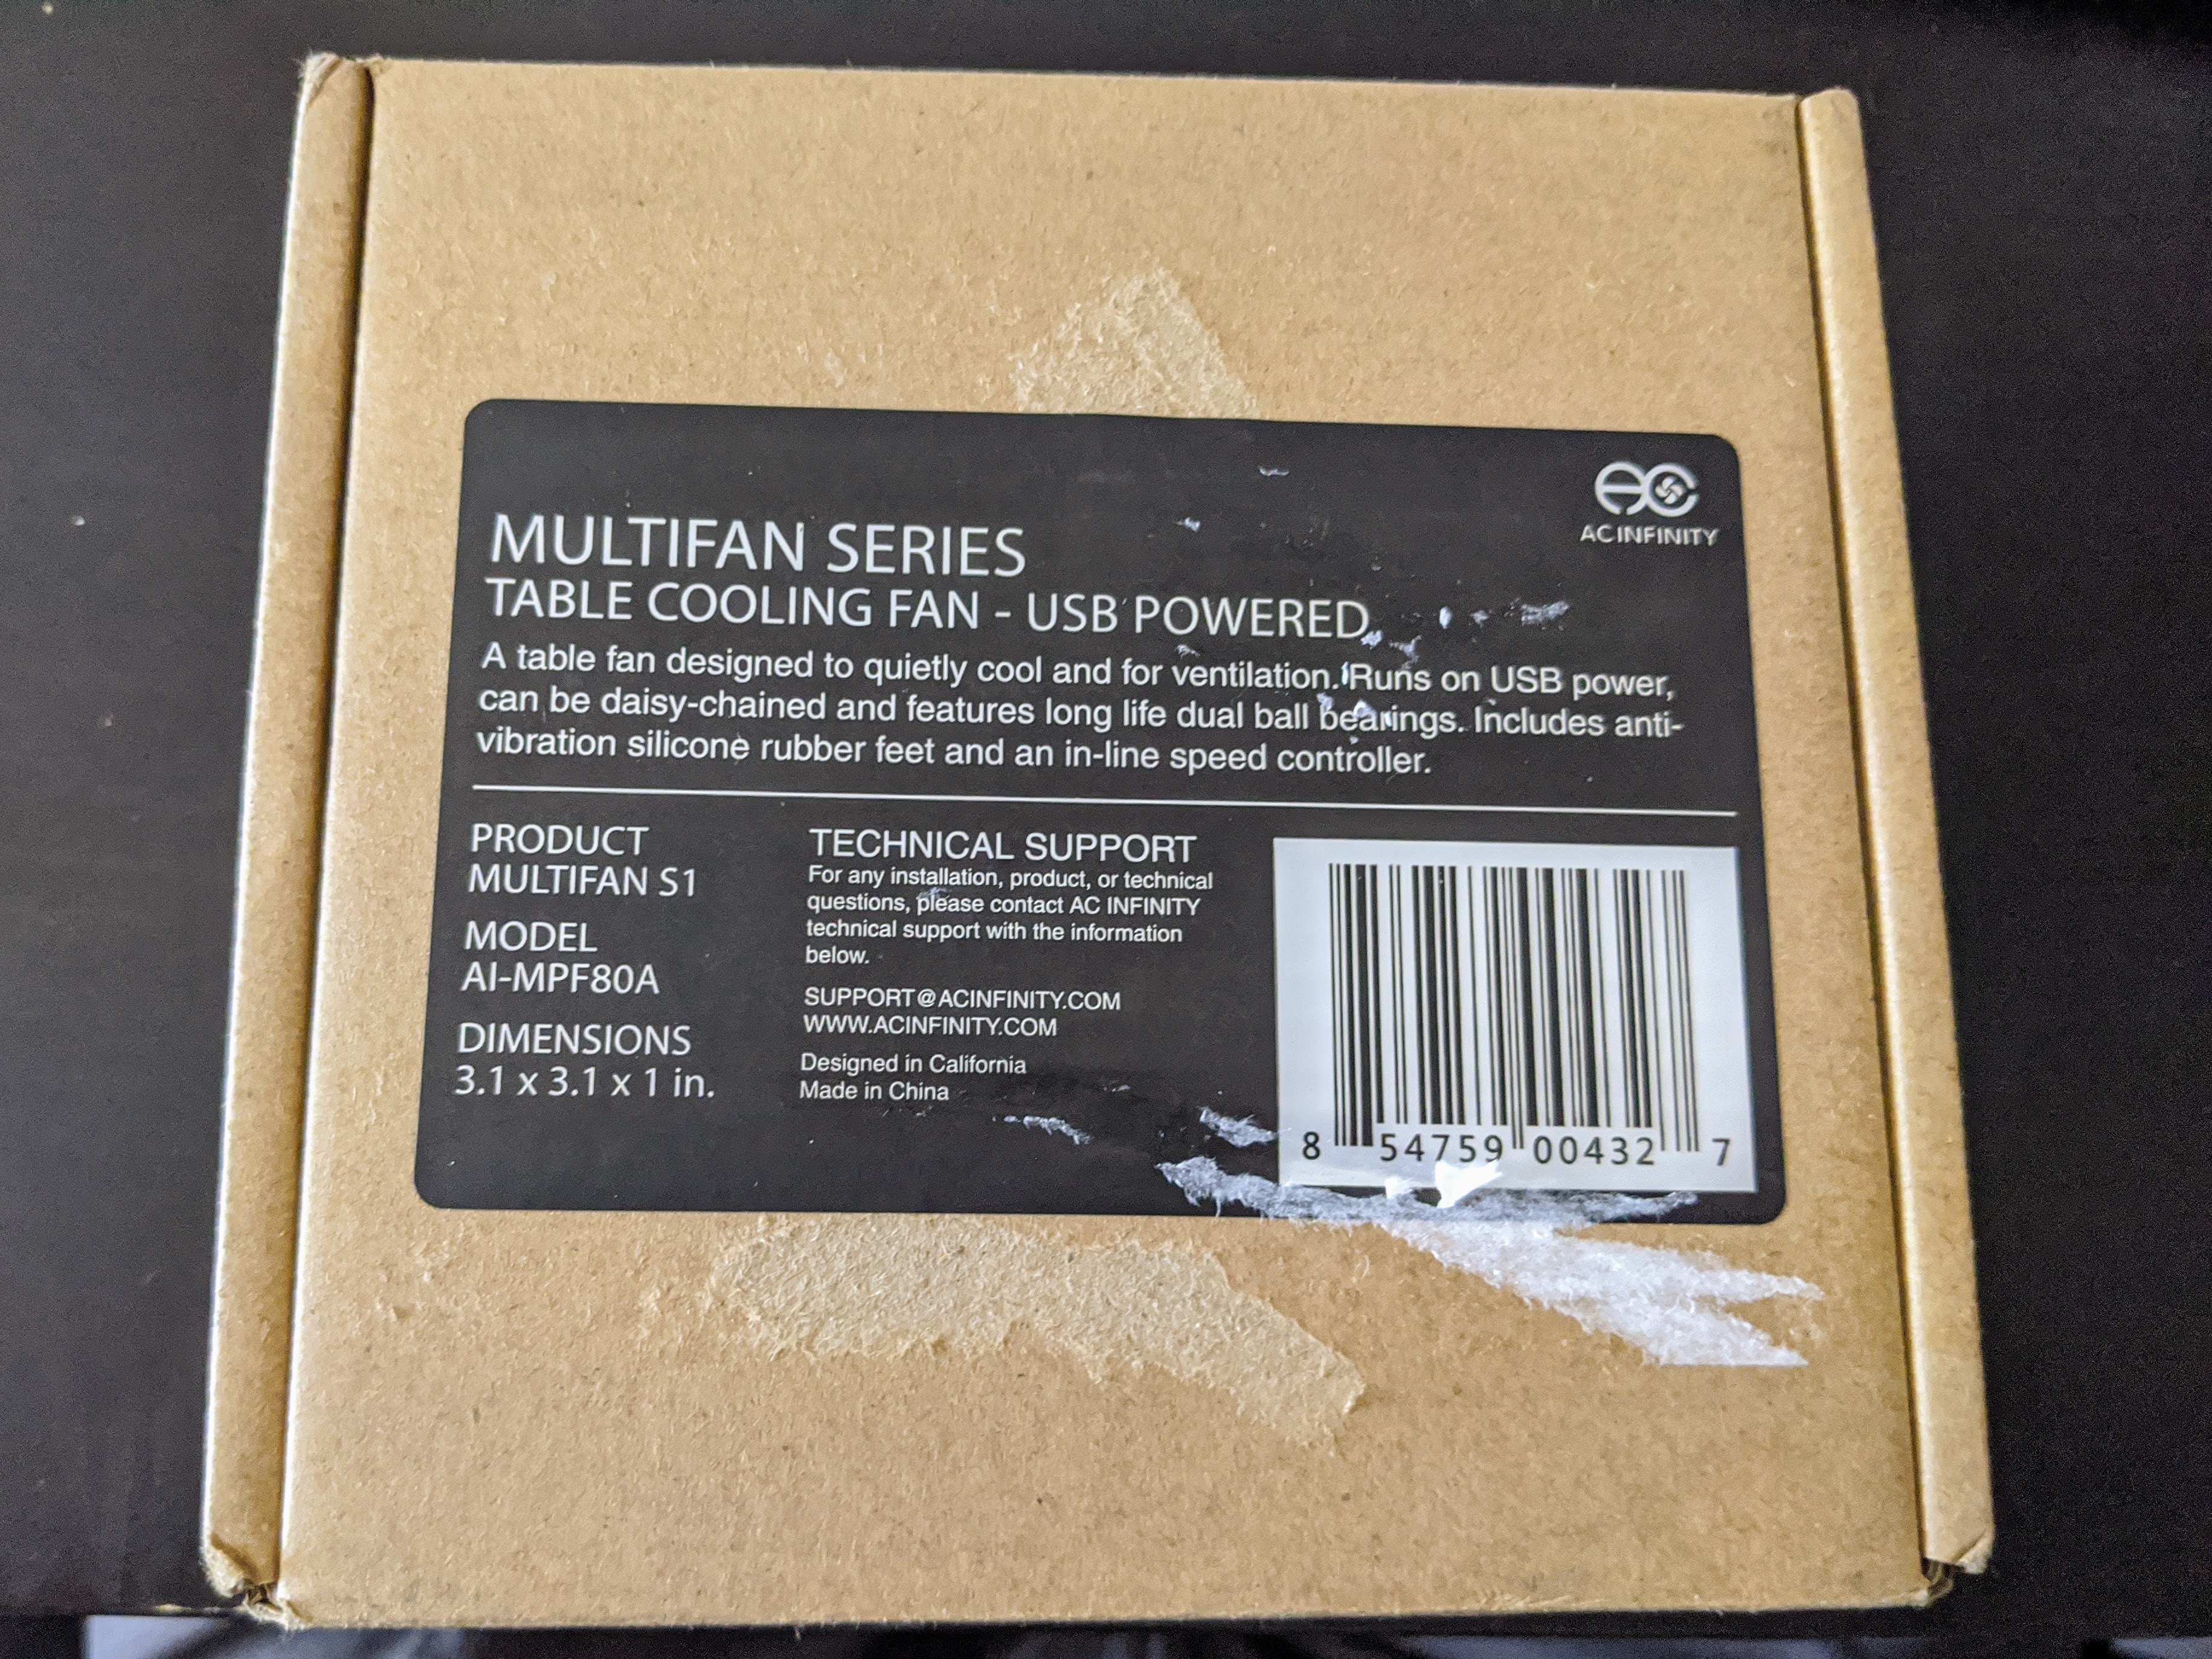 AC INFINITY
MULTIFAN SERIES
TABLE COOLING FAN - USB POWERED
A table fan designed to quietly cool and for ventilation. Runs on USB power,
can be daisy-chained and features long life dual ball bearings. Includes anti-
vibration silicone rubber feet and an in-line speed controller.
PRODUCT
MULTIFAN S1
MODEL
AI-MPF80A
DIMENSIONS
3.1 x 3.1 x 1 in.
TECHNICAL SUPPORT
For any installation, product, or technical
questions, please contact AC INFINITY
technical support with the information
below.
SUPPORT@ACINFINITY.COM
WWW.ACINFINITY.COM
Designed in California
Made in China
8 54759 00432 7